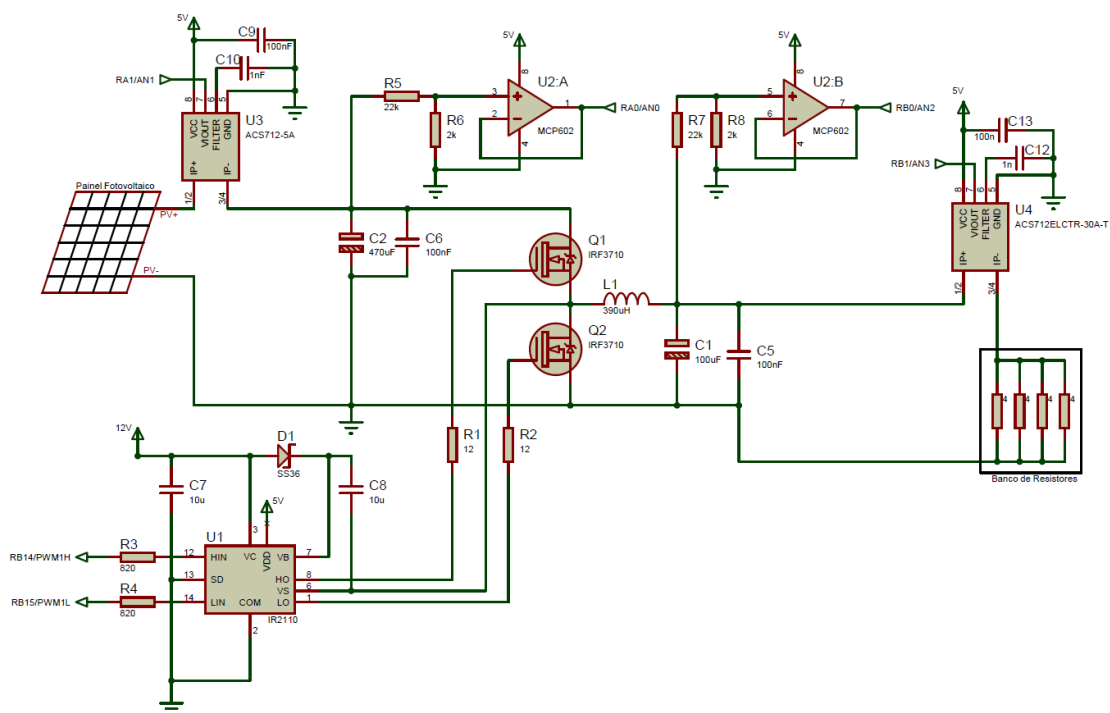 5V
C9
100nF
C10
1nF
RA1/AN1
8
7
6
5
VCC
VIOUT
FILTER
GND
IP+
IP-
U3
ACS712-5A
1/2
3/4
Painel Fotovoltaico
PV+
PV-
R5
22k
R6
2k
5V
8
3
2
1
4
U2:A
MCP602
RA0/AN0
R7
22k
R8
2k
5V
8
5
6
7
4
U2:B
MCP602
RB0/AN2
5V
C13
100n
C12
1n
RB1/AN3
8
7
6
5
VCC
VIOUT
FILTER
GND
IP+
IP-
U4
ACS712ELCTR-30A-T
1/2
3/4
C2
470uF
C6
100nF
Q1
IRF3710
L1
390uH
Q2
IRF3710
C1
100uF
C5
100nF
4
4
4
4
Banco de Resistores
R1
12
R2
12
12V
D1
SS36
C7
10u
C8
10u
5V
U1
3
VC
VDD
RB14/PWM1H
R3
820
12
HIN
VB
7
13
SD
HO
8
VS
6
RB15/PWM1L
R4
820
14
LIN
COM
LO
1
2
IR2110